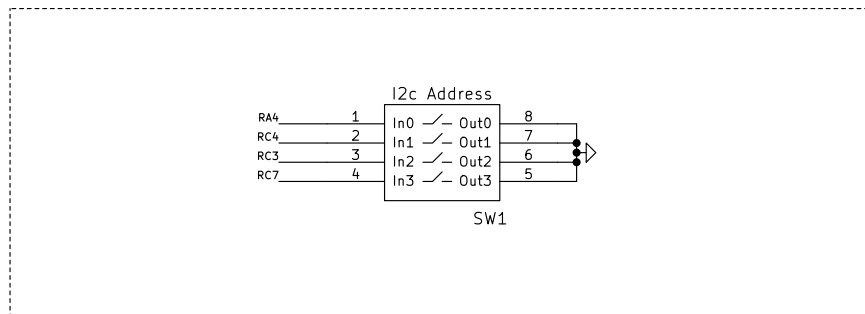 I2c Address
RA4 1 In0 Out0 8
RC4 2 In1 Out1 7
RC3 3 In2 Out2 6
RC7 4 In3 Out3 5
SW1